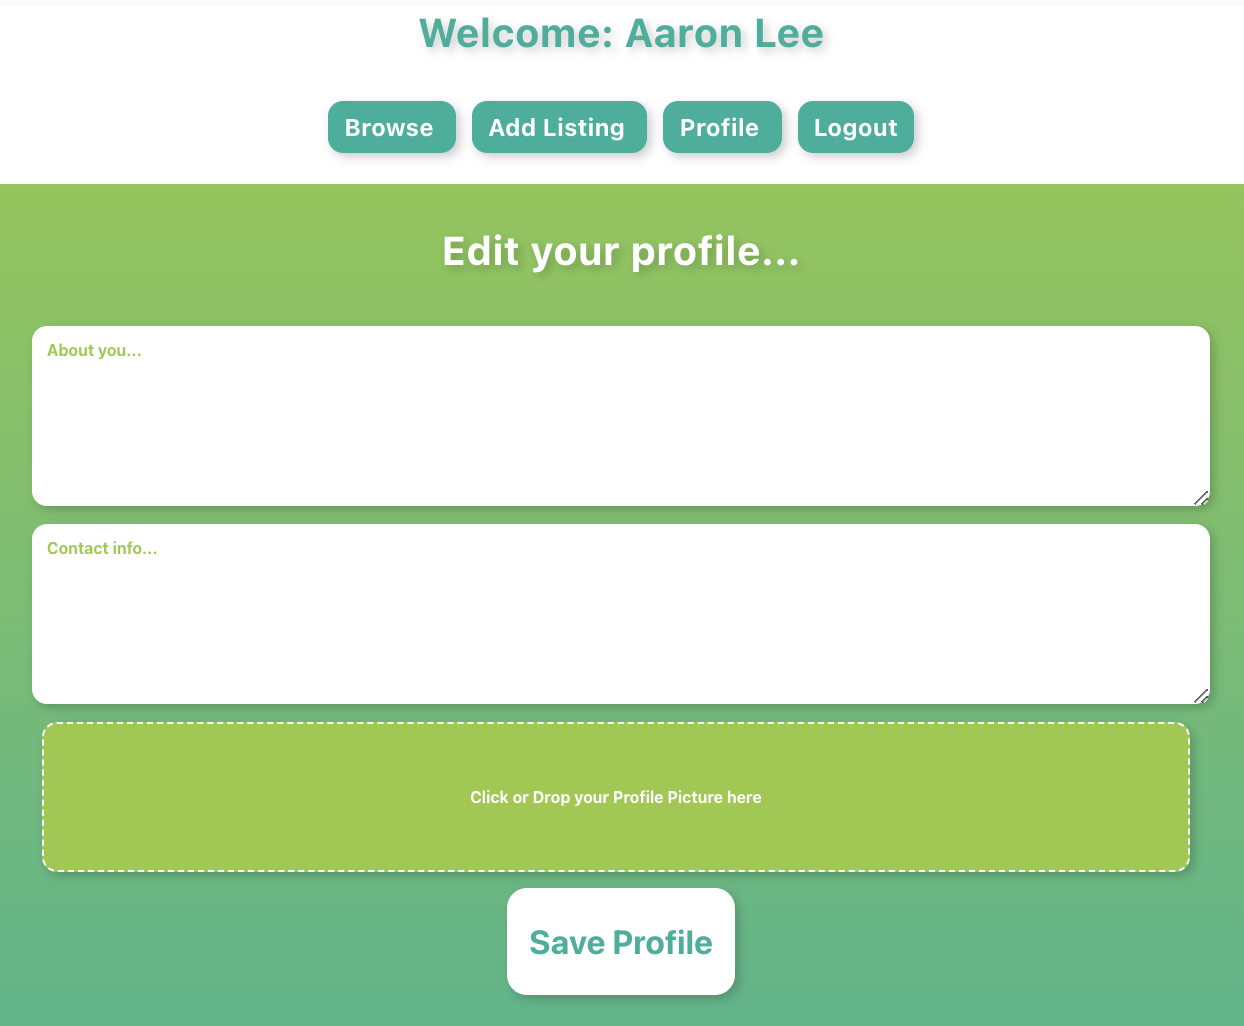 Welcome: Aaron Lee
Browse Add Listing Profile Logout
Edit your profile...
About you...
Contact info...
Click or Drop your Profile Picture here
Save Profile